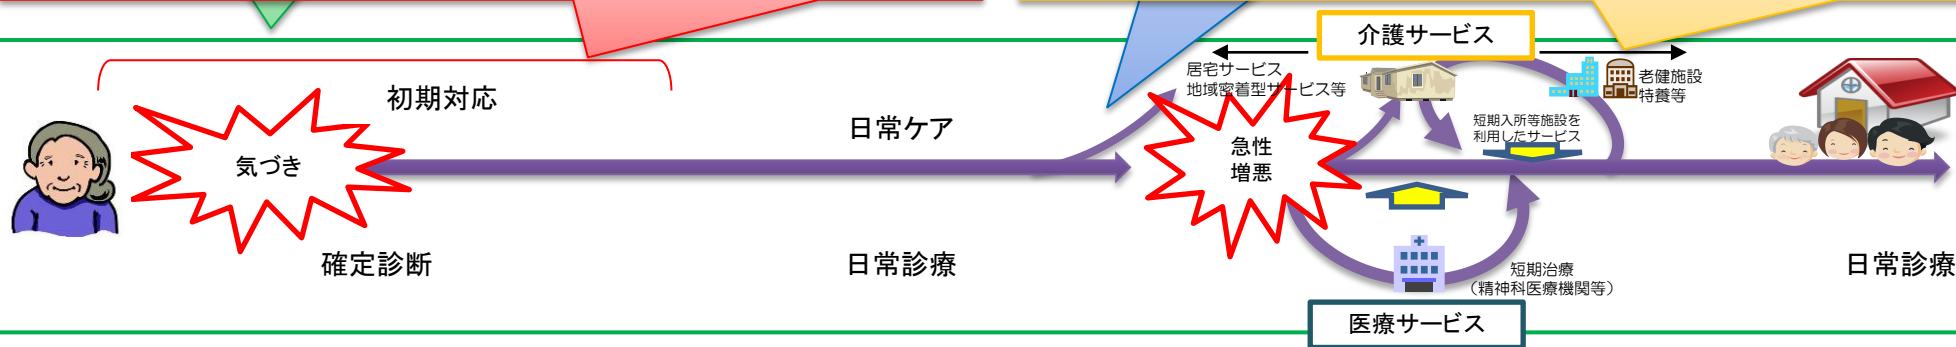 介護サービス
居宅サービス
地域密着型サービス等
老健施設
特養等
初期対応
日常ケア
短期入所等施設を
利用したサービス
気づき
急性
増悪
確定診断
日常診療
短期治療
（精神科医療機関等）
日常診療
医療サービス